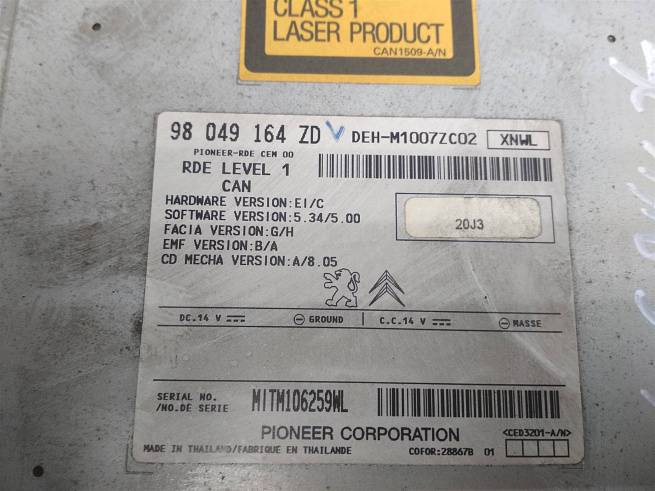 CLASS 1
LASER PRODUCT
CAN1509-A/N
98 049 164 ZD V DEH-M1007ZC02 XNWL
PIONEER-RDE CEM 00
RDE LEVEL 1
CAN
HARDWARE VERSION:EI/C
SOFTWARE VERSION:5.34/5.00
FACIA VERSION:G/H
EMF VERSION:B/A
CD MECHA VERSION:A/8.05
20J3
DC.14 V GROUND C.C.14 V MASSE
SERIAL NO.
/NO.DE SERIE
MITM106259WL
PIONEER CORPORATION
<CED3201-A/N>
MADE IN THAILAND/FABRIQUE EN THAILANDE COFOR:28867B 01